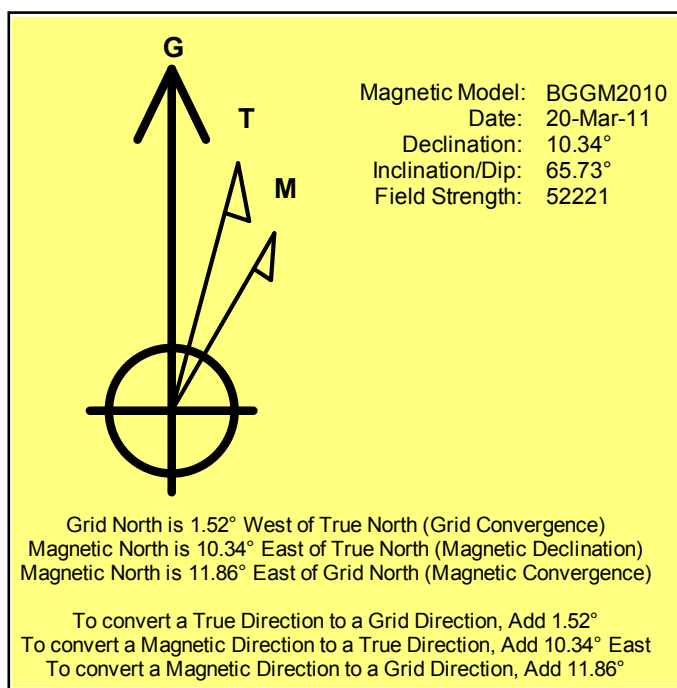 G
T
M
Magnetic Model: BGGM2010
Date: 20-Mar-11
Declination: 10.34°
Inclination/Dip: 65.73°
Field Strength: 52221
Grid North is 1.52° West of True North (Grid Convergence)
Magnetic North is 10.34° East of True North (Magnetic Declination)
Magnetic North is 11.86° East of Grid North (Magnetic Convergence)
To convert a True Direction to a Grid Direction, Add 1.52°
To convert a Magnetic Direction to a True Direction, Add 10.34° East
To convert a Magnetic Direction to a Grid Direction, Add 11.86°